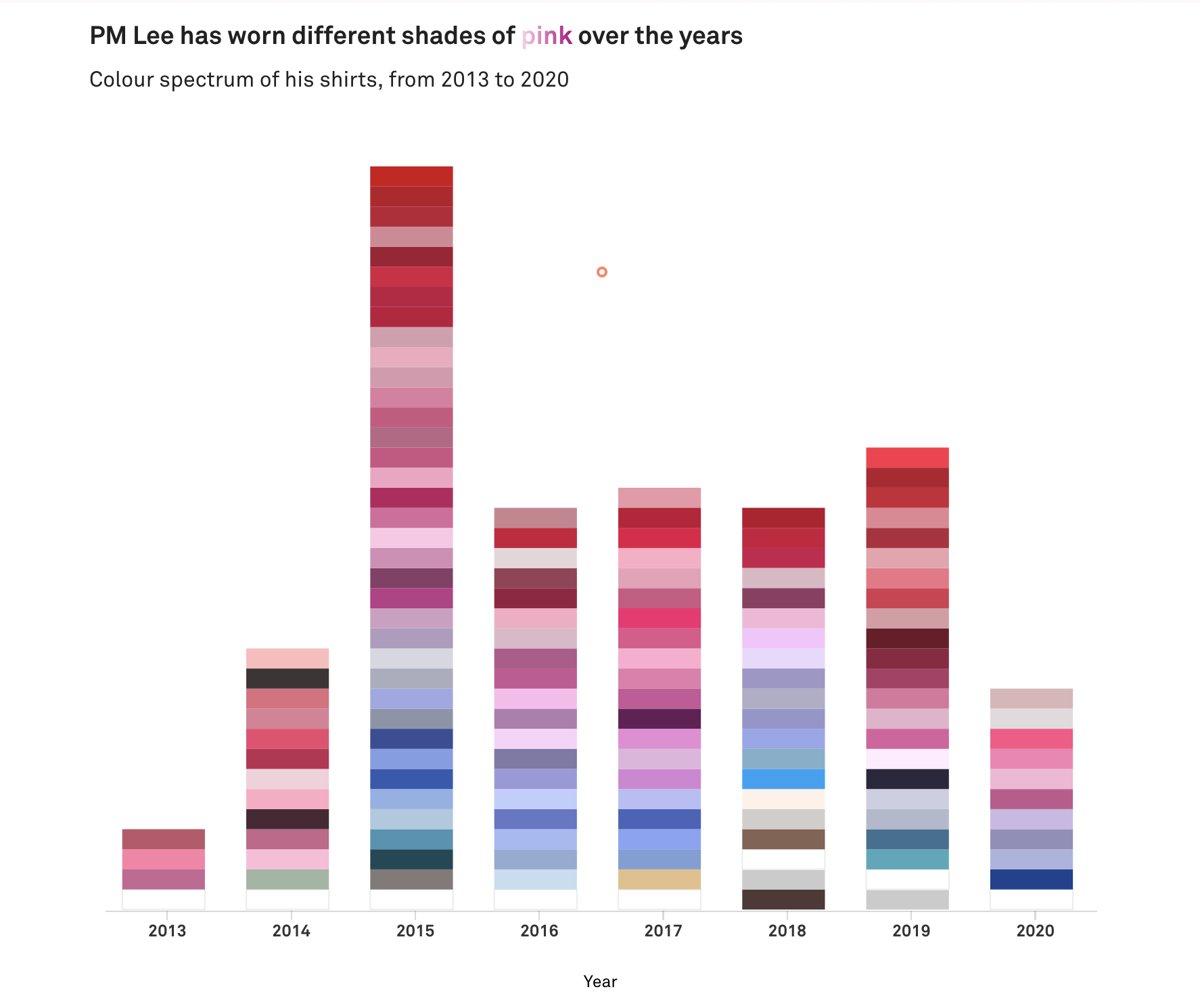 PM Lee has worn different shades of pink over the years
Colour spectrum of his shirts, from 2013 to 2020
2013 2014 2015 2016 2017 2018 2019 2020
Year